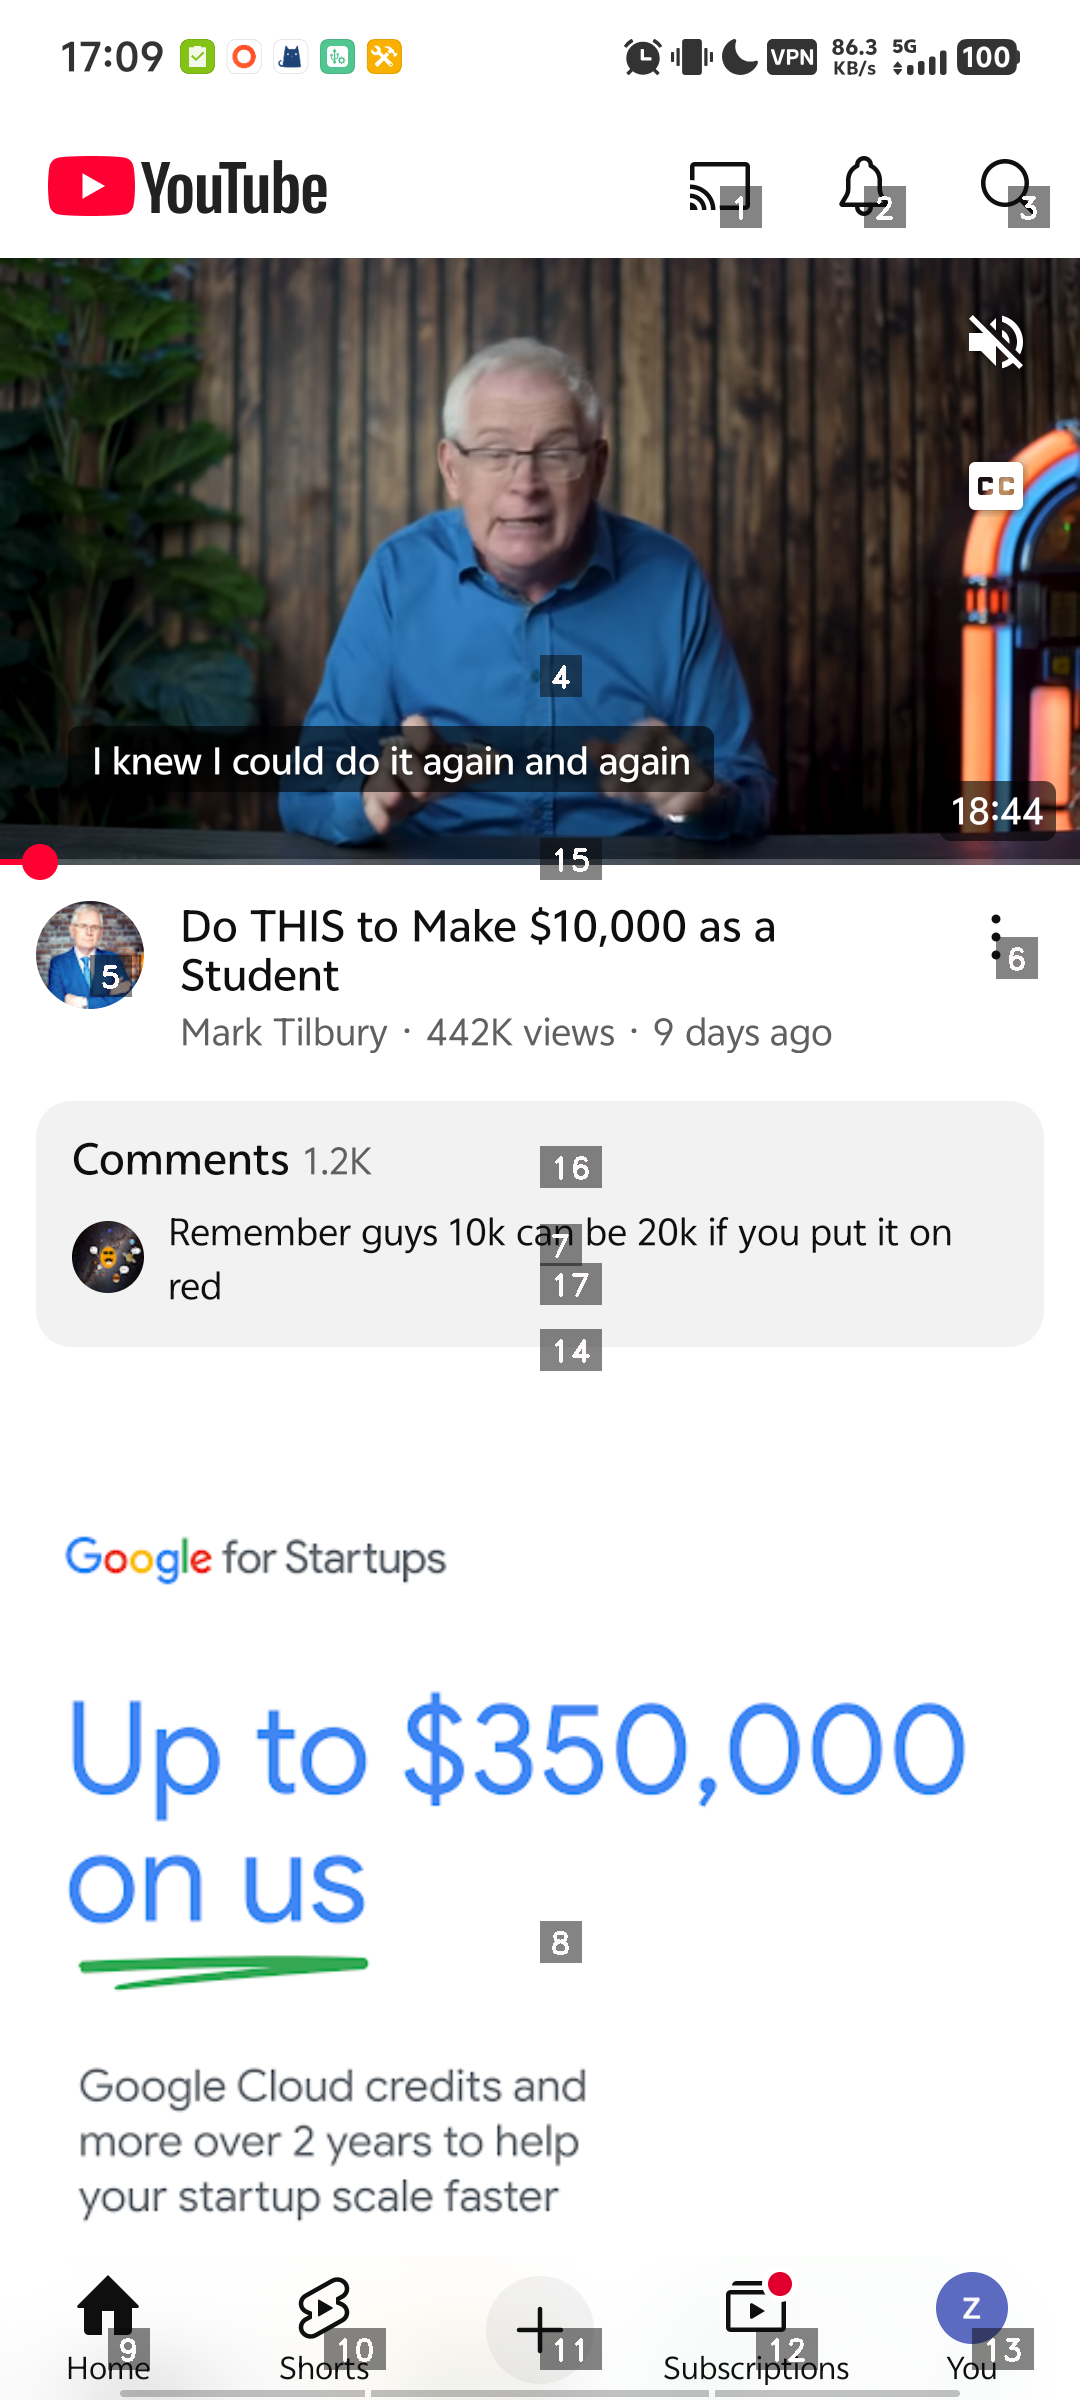 17:09
VPN
86.3 KB/s
5G
100
YouTube
1
2
3
CC
4
I knew I could do it again and again
18:44
15
Do THIS to Make $10,000 as a
Student
5
6
Mark Tilbury · 442K views · 9 days ago
Comments 1.2K
16
Remember guys 10k can be 20k if you put it on
7
red
17
14
Google for Startups
Up to $350,000
on us
8
Google Cloud credits and
more over 2 years to help
your startup scale faster
Z
9
10
11
12
13
Home
Shorts
Subscriptions
You